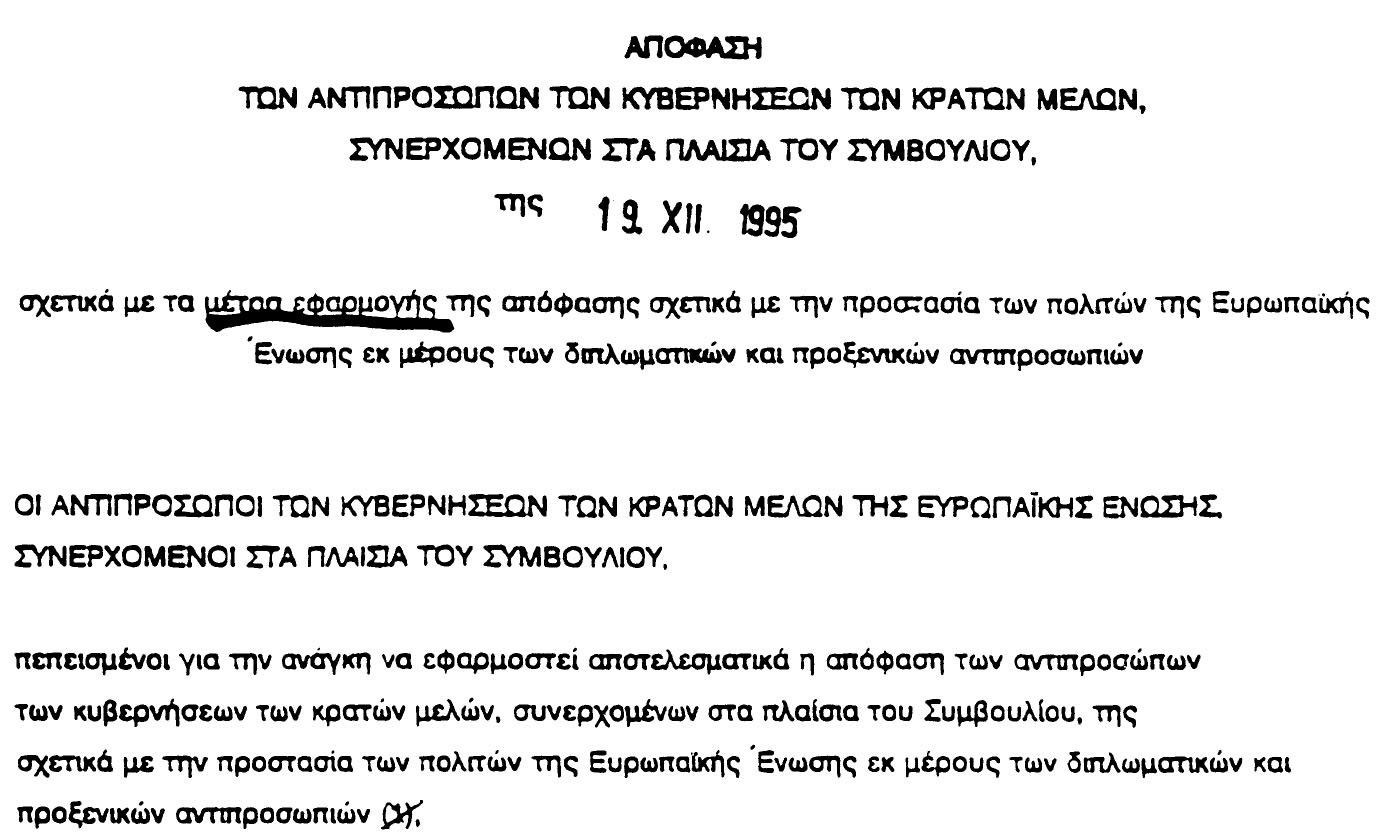 ΑΠΟΦΑΣΗ
ΤΩΝ ΑΝΤΙΠΡΟΣΩΠΩΝ ΤΩΝ ΚΥΒΕΡΝΗΣΕΩΝ ΤΩΝ ΚΡΑΤΩΝ ΜΕΛΩΝ,
ΣΥΝΕΡΧΟΜΕΝΩΝ ΣΤΑ ΠΛΑΙΣΙΑ ΤΟΥ ΣΥΜΒΟΥΛΙΟΥ,
της 19. XII. 1995
σχετικά με τα μέτρα εφαρμογής της απόφασης σχετικά με την προστασία των πολιτών της Ευρωπαϊκής
Ένωσης εκ μέρους των διπλωματικών και προξενικών αντιπροσωπιών
ΟΙ ΑΝΤΙΠΡΟΣΩΠΟΙ ΤΩΝ ΚΥΒΕΡΝΗΣΕΩΝ ΤΩΝ ΚΡΑΤΩΝ ΜΕΛΩΝ ΤΗΣ ΕΥΡΩΠΑΪΚΗΣ ΕΝΩΣΗΣ,
ΣΥΝΕΡΧΟΜΕΝΟΙ ΣΤΑ ΠΛΑΙΣΙΑ ΤΟΥ ΣΥΜΒΟΥΛΙΟΥ,
πεπεισμένοι για την ανάγκη να εφαρμοστεί αποτελεσματικά η απόφαση των αντιπροσώπων
των κυβερνήσεων των κρατών μελών, συνερχομένων στα πλαίσια του Συμβουλίου, της
σχετικά με την προστασία των πολιτών της Ευρωπαϊκής Ένωσης εκ μέρους των διπλωματικών και
προξενικών αντιπροσωπιών (1),